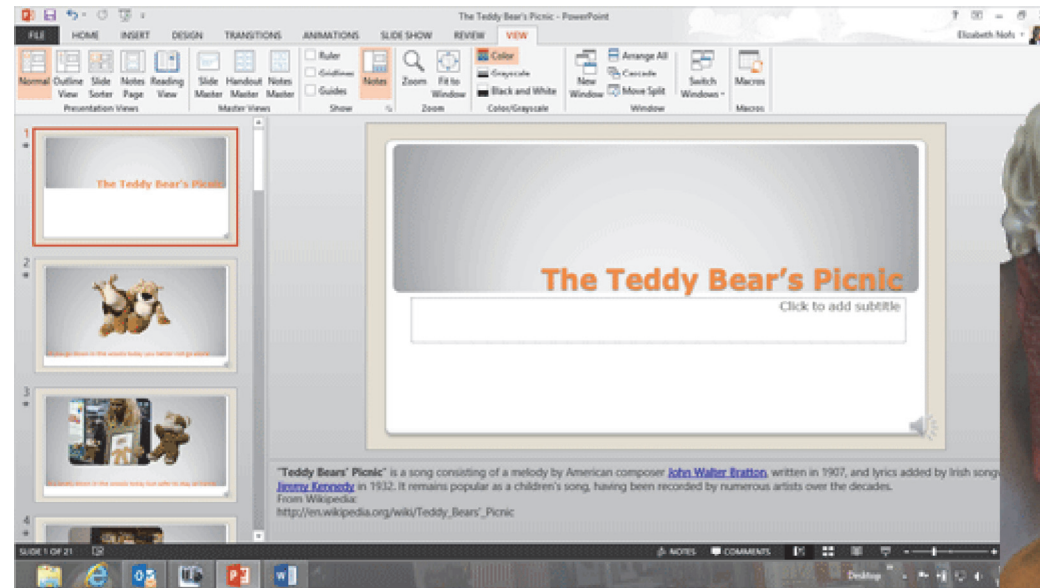 The Teddy Bear's Picnic - PowerPoint
FILE HOME INSERT DESIGN TRANSITIONS ANIMATIONS SLIDE SHOW REVIEW VIEW Elizabeth
Normal Outline View Slide Sorter Notes Page Reading View
Presentation Views
Slide Master Handout Master Notes Master
Master Views
Ruler
Gridlines
Guides
Show
Notes
Zoom Fit to Window
Zoom
Color
Grayscale
Black and White
Color/Grayscale
New Window
Arrange All
Cascade
Move Split
Switch Windows
Window
Macros
Macros
1
The Teddy Bear's Picnic
2
3
4
The Teddy Bear's Picnic
Click to add subtitle
"Teddy Bears' Picnic" is a song consisting of a melody by American composer John Walter Bratton, written in 1907, and lyrics added by Irish
Jimmy Kennedy in 1932. It remains popular as a children's song, having been recorded by numerous artists over the decades.
From Wikipedia:
http://en.wikipedia.org/wiki/Teddy_Bears'_Picnic
SLIDE 1 OF 21 NOTES COMMENTS
Desktop